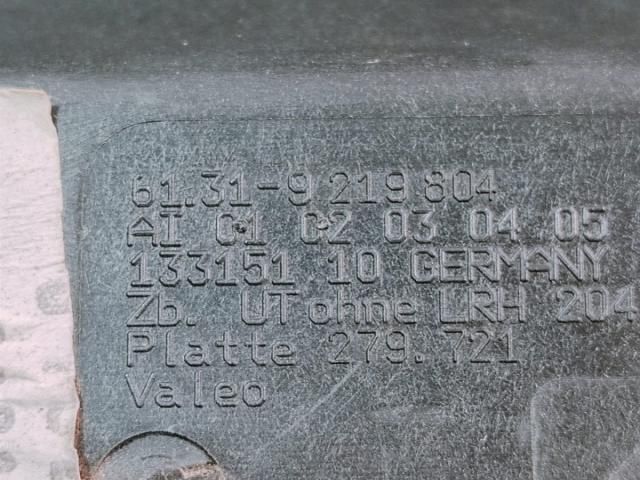 61.31-9 219 804
AI 01 02 03 04 05
133151 10 GERMANY
Zb. UT ohne LRH 204
Platte 279.721
Valeo